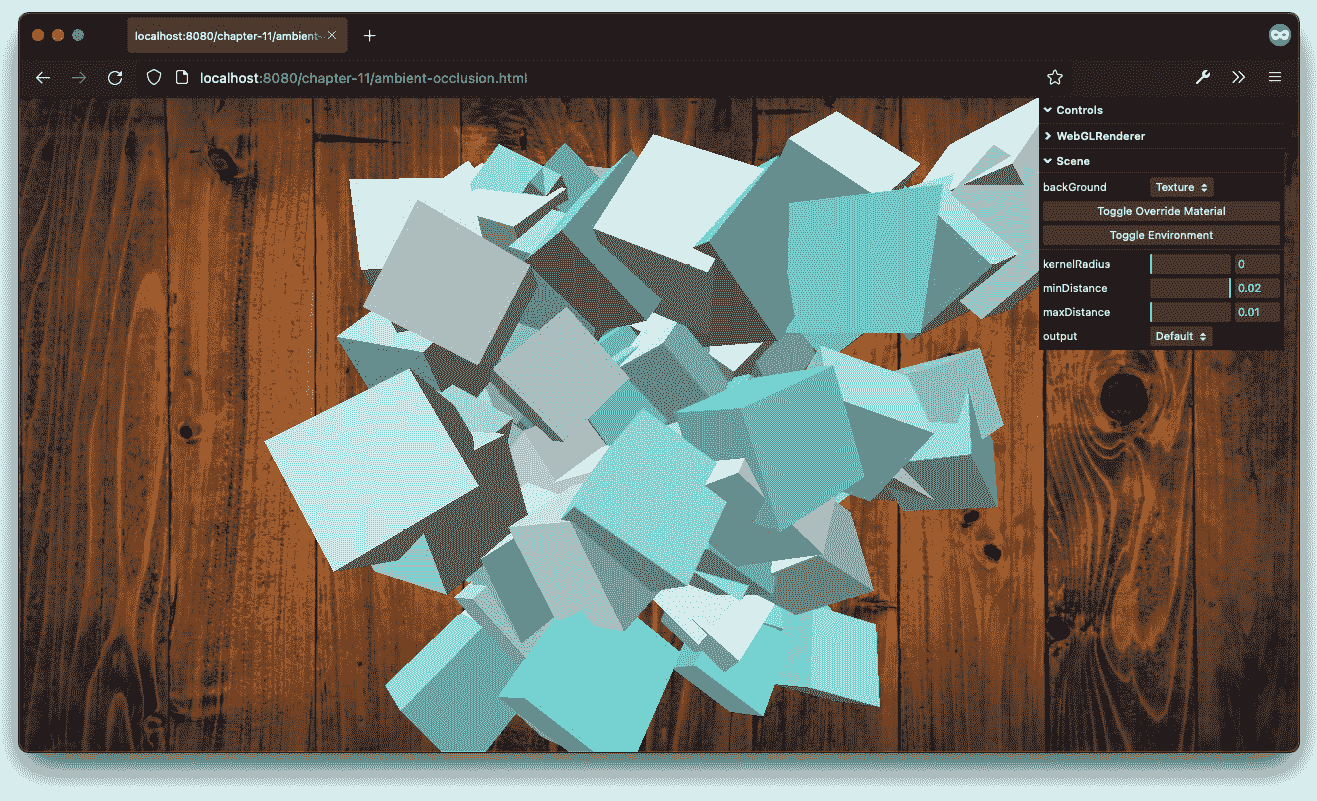 localhost:8080/chapter-11/ambient-
localhost:8080/chapter-11/ambient-occlusion.html
Controls
WebGLRenderer
Scene
backGround Texture
Toggle Override Material
Toggle Environment
kernelRadius 0
minDistance 0.02
maxDistance 0.01
output Default